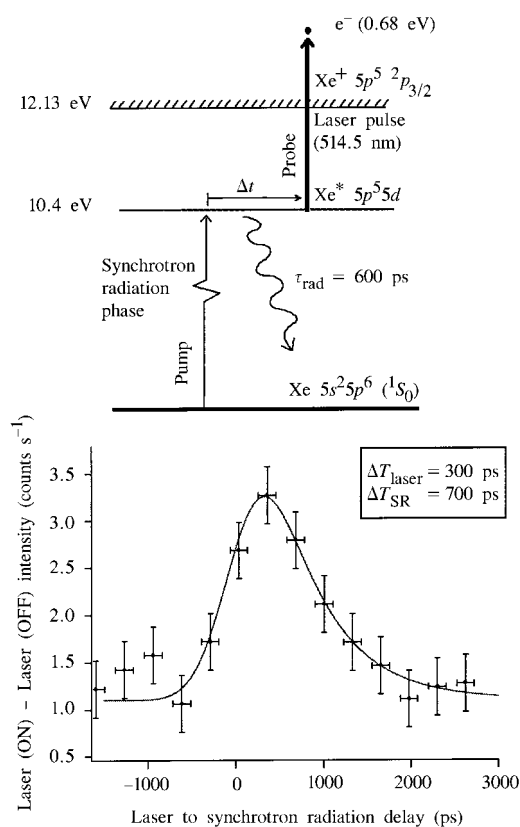 e⁻ (0.68 eV)
Xe⁺ 5p⁵ ²p₃/₂
12.13 eV
Laser pulse
(514.5 nm)
Probe
Δt
Xe* 5p⁵5d
10.4 eV
Synchrotron
radiation
phase
τrad = 600 ps
Pump
Xe 5s²5p⁶ (¹S₀)
Laser (ON) − Laser (OFF) intensity (counts s⁻¹)
ΔTlaser = 300 ps
ΔTSR = 700 ps
3.5
3.0
2.5
2.0
1.5
1.0
0.5
−1000 0 1000 2000 3000
Laser to synchrotron radiation delay (ps)